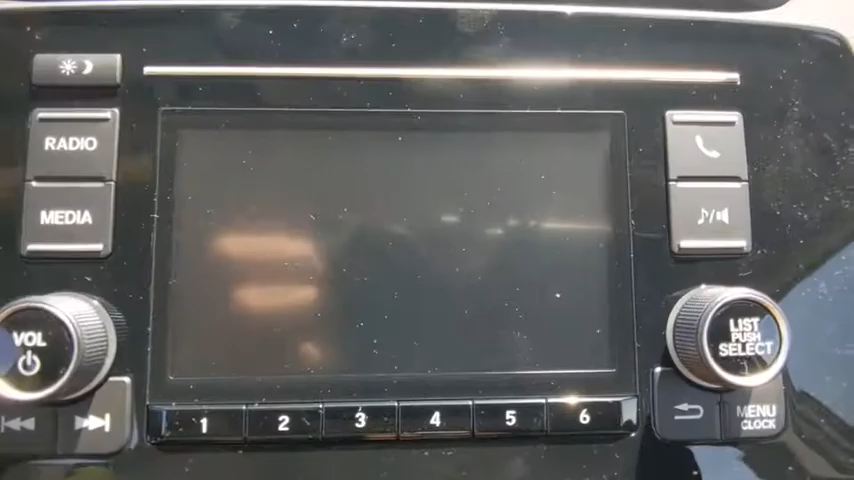 RADIO
MEDIA
VOL
LIST
PUSH
SELECT
1 2 3 4 5 6
MENU
CLOCK